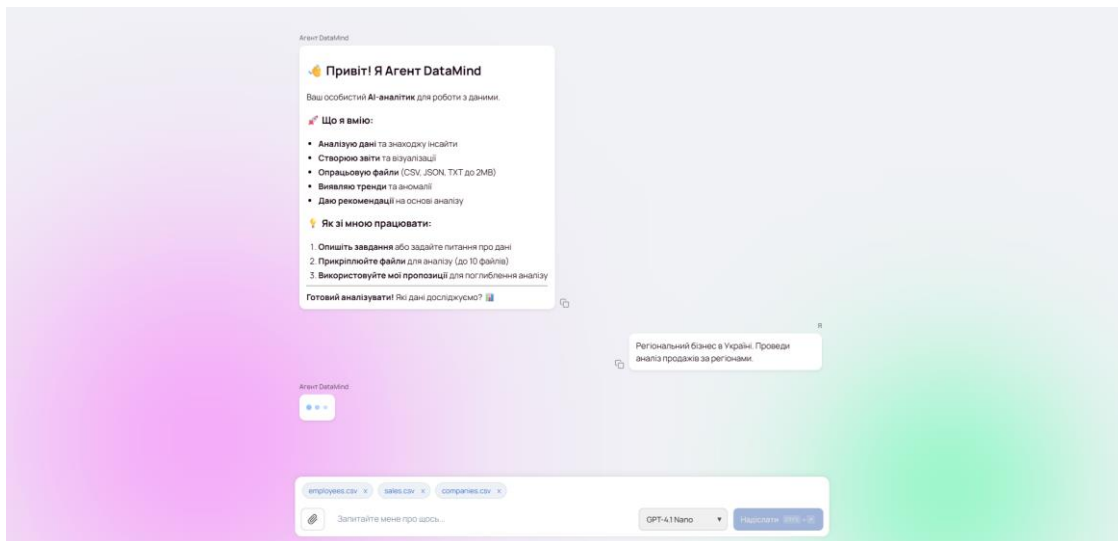 Агент DataMind
Привіт! Я Агент DataMind
Ваш особистий AI-аналітик для роботи з даними.
Що я вмію:
Аналізую дані та знаходжу інсайти
Створюю звіти та візуалізації
Опрацьовую файли (CSV, JSON, TXT до 2MB)
Виявляю тренди та аномалії
Даю рекомендації на основі аналізу
Як зі мною працювати:
1. Опишіть завдання або задайте питання про дані
2. Прикріплюйте файли для аналізу (до 10 файлів)
3. Використовуйте мої пропозиції для поглиблення аналізу
Готовий аналізувати! Які дані досліджуємо?
Я
Регіональний бізнес в Україні. Проведи
аналіз продажів за регіонами.
Агент DataMind
employees.csv x sales.csv x companies.csv x
Запитайте мене про щось... GPT-4.1 Nano Надіслати